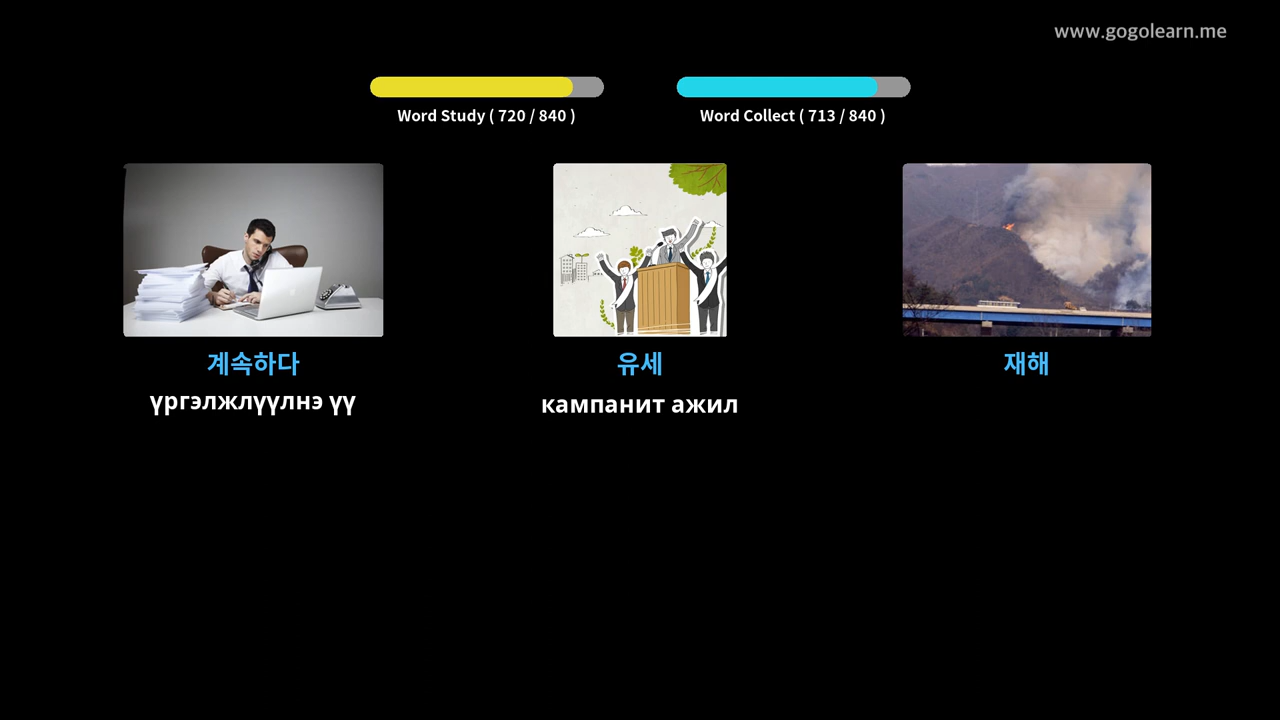 www.gogolearn.me
Word Study ( 720 / 840 )
Word Collect ( 713 / 840 )
계속하다
유세
재해
үргэлжлүүлнэ үү
кампанит ажил